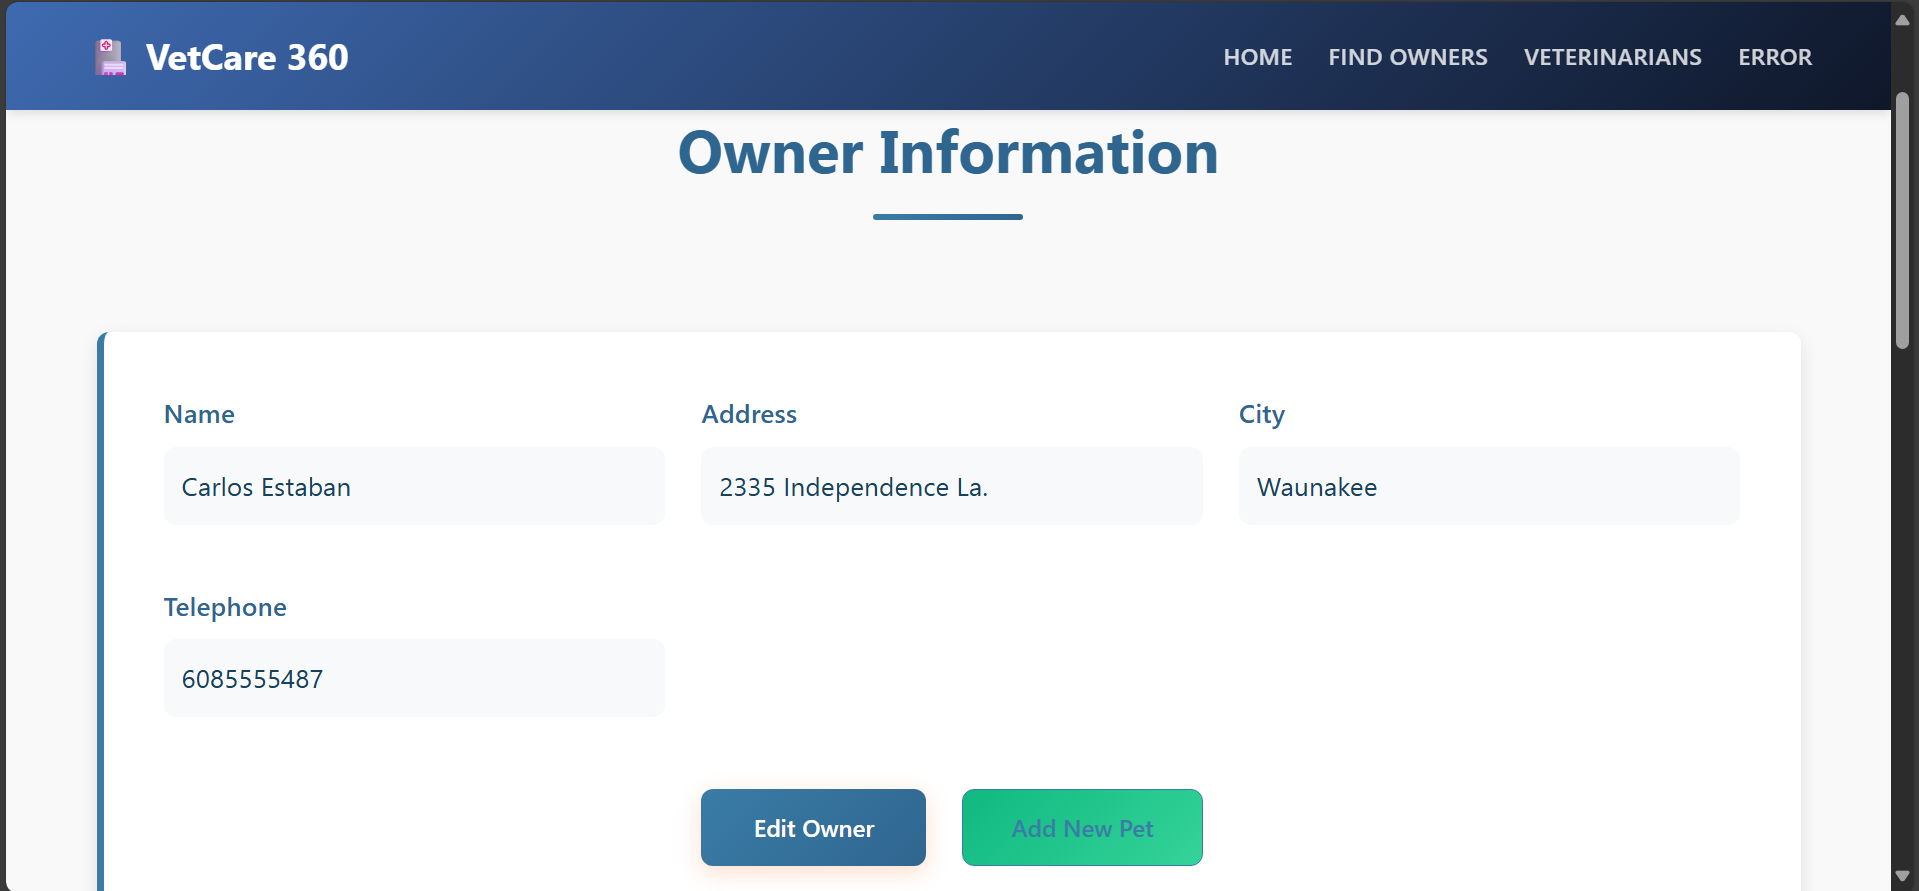 VetCare 360
HOME FIND OWNERS VETERINARIANS ERROR
Owner Information
Name Address City
Carlos Estaban 2335 Independence La. Waunakee
Telephone
6085555487
Edit Owner Add New Pet